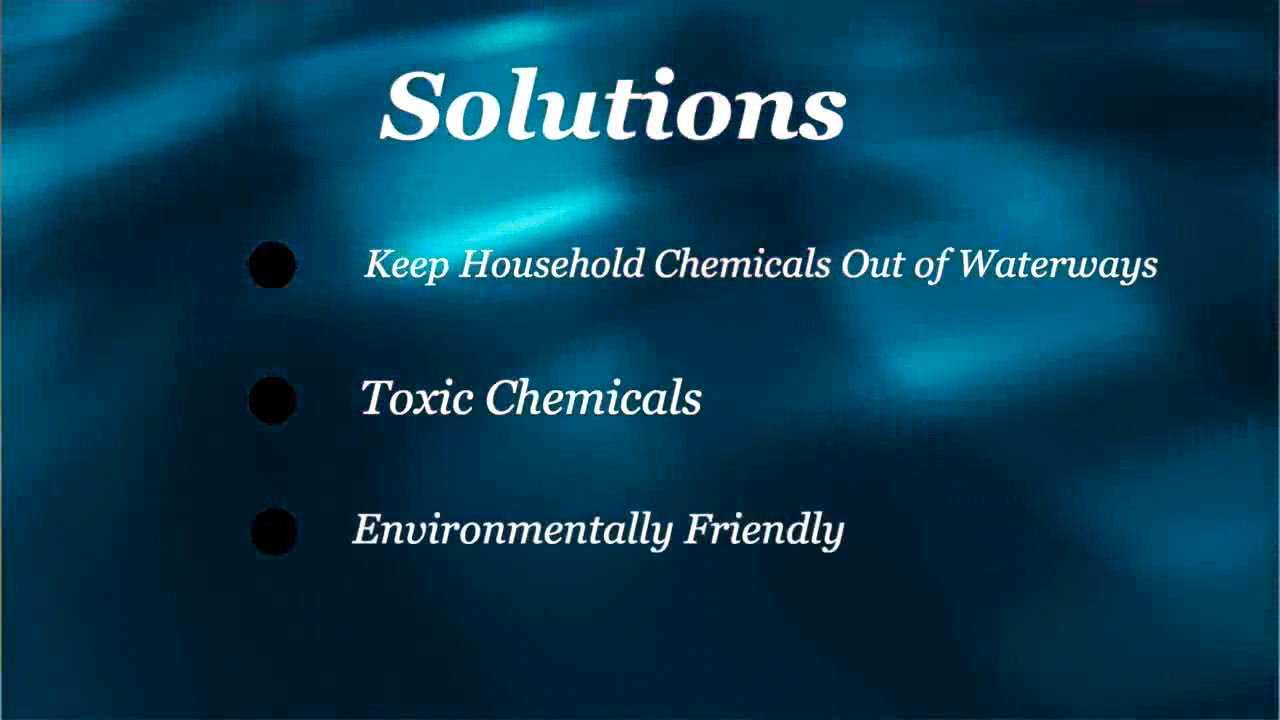 Solutions
Keep Household Chemicals Out of Waterways
Toxic Chemicals
Environmentally Friendly